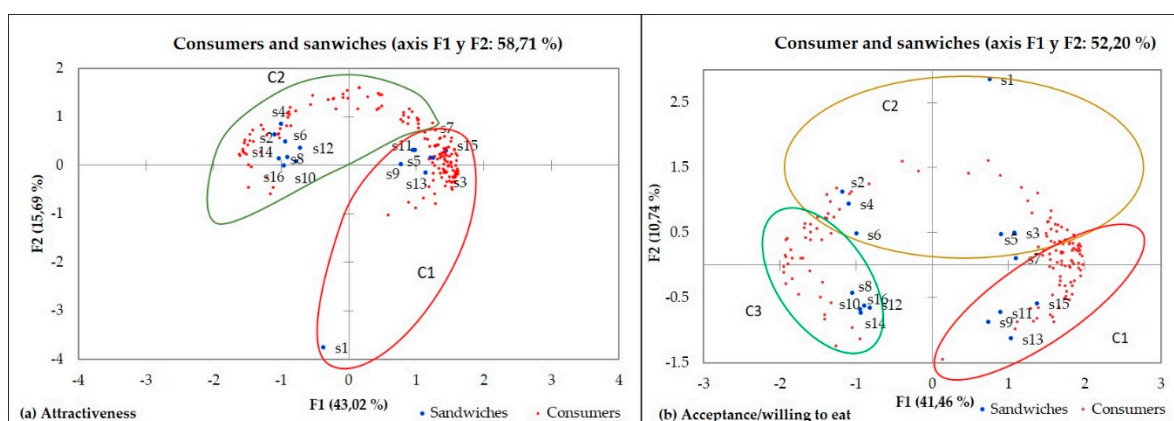 Consumers and sanwiches (axis F1 y F2: 58,71 %)
2
1
0
-1
-2
-3
-4
F2 (15,69 %)
C2
s4
s2
s6
s12
s14
s8
s16
s10
s7
s11
s15
s5
s9
s13
s3
C1
s1
-4
-3
-2
-1
0
1
2
3
4
F1 (43,02 %)
(a) Attractiveness
Sandwiches
Consumers
Consumer and sanwiches (axis F1 y F2: 52,20 %)
2.5
1.5
0.5
-0.5
-1.5
F2 (10,74 %)
s1
C2
s2
s4
s6
s5
s3
s7
s8
s10
s16
s12
s14
C3
s15
s11
s9
s13
C1
-3
-2
-1
0
1
2
3
F1 (41,46 %)
(b) Acceptance/willing to eat
Sandwiches
Consumers